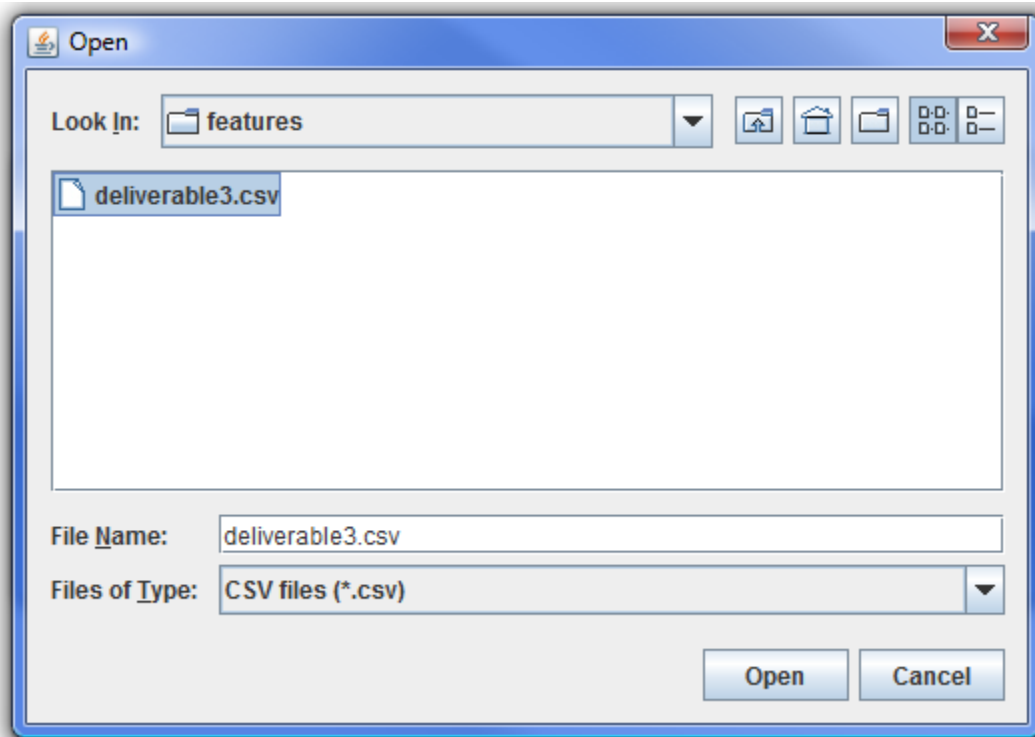 Open
Look In: features
deliverable3.csv
File Name: deliverable3.csv
Files of Type: CSV files (*.csv)
Open Cancel